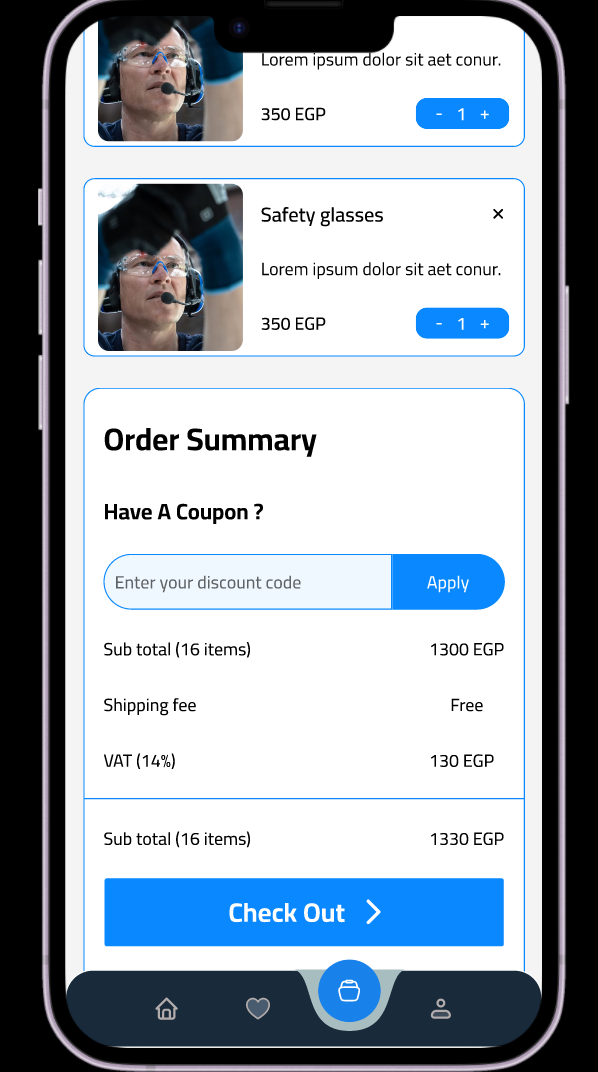 Lorem ipsum dolor sit aet conur.
350 EGP - 1 +
Safety glasses ×
Lorem ipsum dolor sit aet conur.
350 EGP - 1 +
Order Summary
Have A Coupon ?
Enter your discount code Apply
Sub total (16 items) 1300 EGP
Shipping fee Free
VAT (14%) 130 EGP
Sub total (16 items) 1330 EGP
Check Out